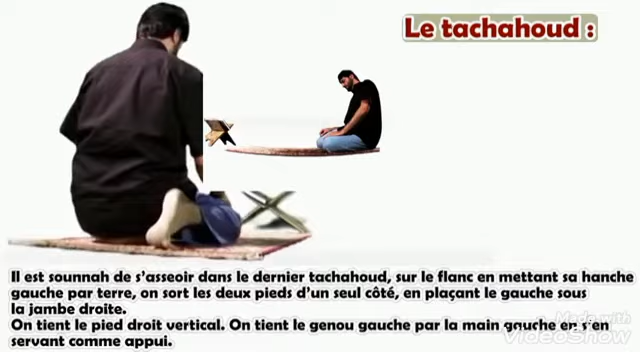 Le tachahoud :
Il est sounnah de s'asseoir dans le dernier tachahoud, sur le flanc en mettant sa hanche
gauche par terre, on sort les deux pieds d'un seul côté, en plaçant le gauche sous
la jambe droite.
On tient le pied droit vertical. On tient le genou gauche par la main gauche en s'en
servant comme appui.
Made with
VideoShow